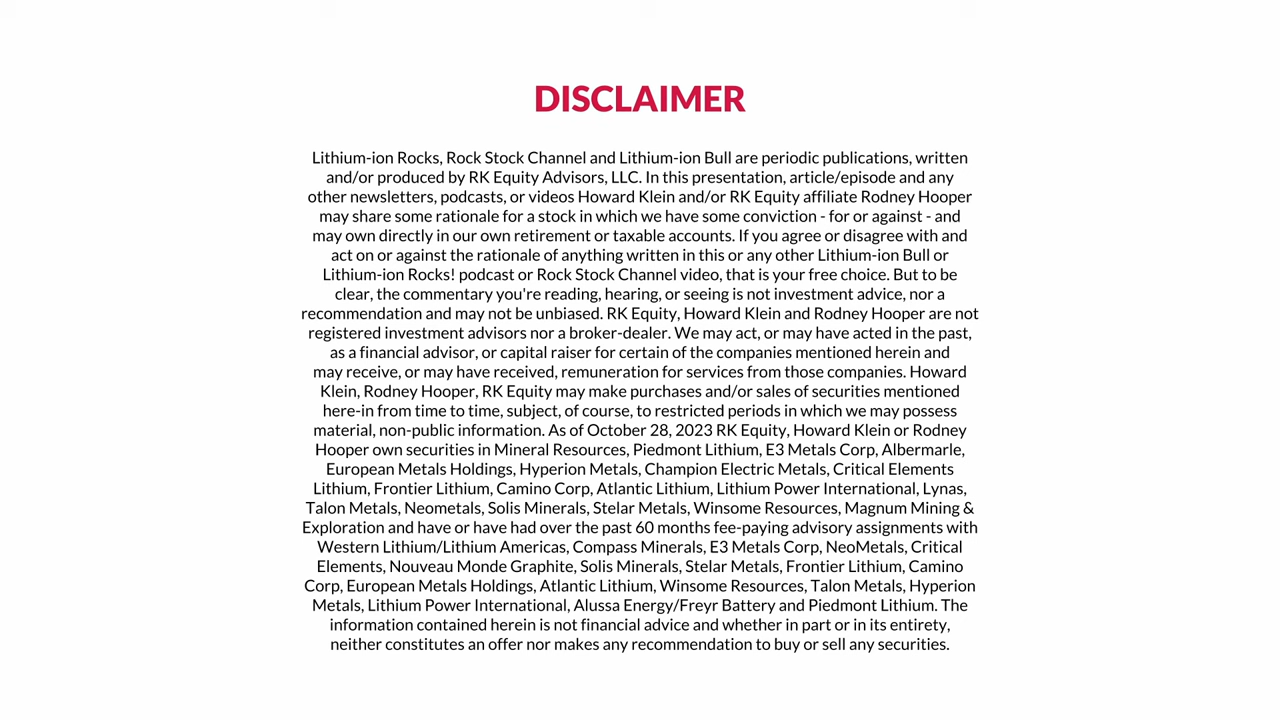 DISCLAIMER
Lithium-ion Rocks, Rock Stock Channel and Lithium-ion Bull are periodic publications, written
and/or produced by RK Equity Advisors, LLC. In this presentation, article/episode and any
other newsletters, podcasts, or videos Howard Klein and/or RK Equity affiliate Rodney Hooper
may share some rationale for a stock in which we have some conviction - for or against - and
may own directly in our own retirement or taxable accounts. If you agree or disagree with and
act on or against the rationale of anything written in this or any other Lithium-ion Bull or
Lithium-ion Rocks! podcast or Rock Stock Channel video, that is your free choice. But to be
clear, the commentary you're reading, hearing, or seeing is not investment advice, nor a
recommendation and may not be unbiased. RK Equity, Howard Klein and Rodney Hooper are not
registered investment advisors nor a broker-dealer. We may act, or may have acted in the past,
as a financial advisor, or capital raiser for certain of the companies mentioned herein and
may receive, or may have received, remuneration for services from those companies. Howard
Klein, Rodney Hooper, RK Equity may make purchases and/or sales of securities mentioned
here-in from time to time, subject, of course, to restricted periods in which we may possess
material, non-public information. As of October 28, 2023 RK Equity, Howard Klein or Rodney
Hooper own securities in Mineral Resources, Piedmont Lithium, E3 Metals Corp, Albermarle,
European Metals Holdings, Hyperion Metals, Champion Electric Metals, Critical Elements
Lithium, Frontier Lithium, Camino Corp, Atlantic Lithium, Lithium Power International, Lynas,
Talon Metals, Neometals, Solis Minerals, Stelar Metals, Winsome Resources, Magnum Mining &
Exploration and have or have had over the past 60 months fee-paying advisory assignments with
Western Lithium/Lithium Americas, Compass Minerals, E3 Metals Corp, NeoMetals, Critical
Elements, Nouveau Monde Graphite, Solis Minerals, Stelar Metals, Frontier Lithium, Camino
Corp, European Metals Holdings, Atlantic Lithium, Winsome Resources, Talon Metals, Hyperion
Metals, Lithium Power International, Alussa Energy/Freyr Battery and Piedmont Lithium. The
information contained herein is not financial advice and whether in part or in its entirety,
neither constitutes an offer nor makes any recommendation to buy or sell any securities.